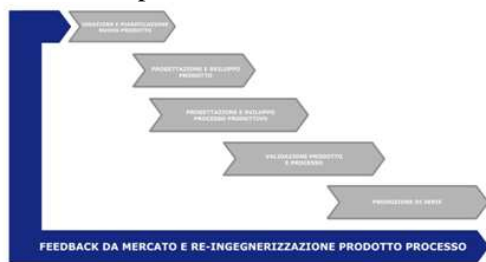 IDEAZIONE E PIANIFICAZIONE
NUOVO PRODOTTO
PROGETTAZIONE E SVILUPPO
PRODOTTO
PROGETTAZIONE E SVILUPPO
PROCESSO PRODUTTIVO
VALIDAZIONE PRODOTTO
E PROCESSO
PRODUZIONE DI SERIE
FEEDBACK DA MERCATO E RE-INGEGNERIZZAZIONE PRODOTTO PROCESSO